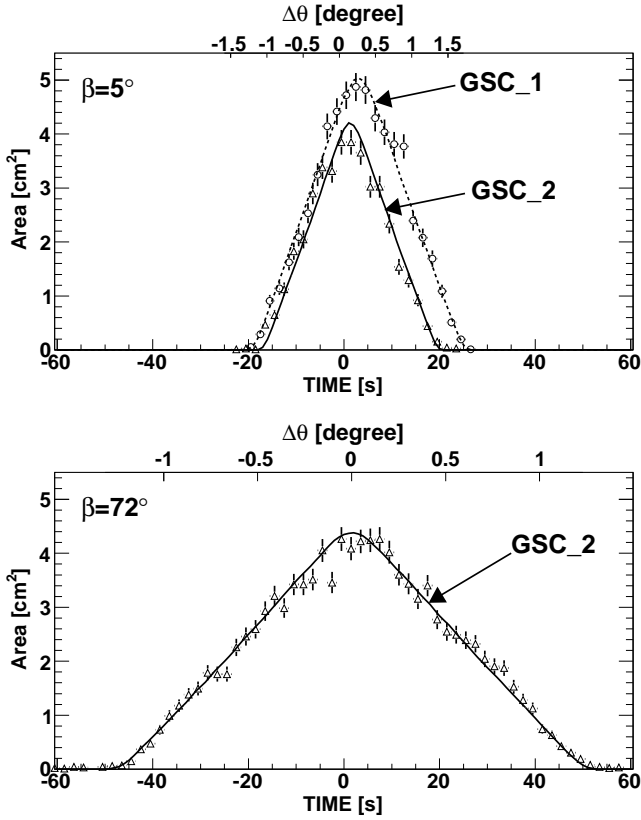 Δθ [degree]
-1.5 -1 -0.5 0 0.5 1 1.5
β=5°
GSC_1
GSC_2
Area [cm²]
5
4
3
2
1
0
-60 -40 -20 0 20 40 60
TIME [s]
Δθ [degree]
-1 -0.5 0 0.5 1
β=72°
GSC_2
Area [cm²]
5
4
3
2
1
0
-60 -40 -20 0 20 40 60
TIME [s]